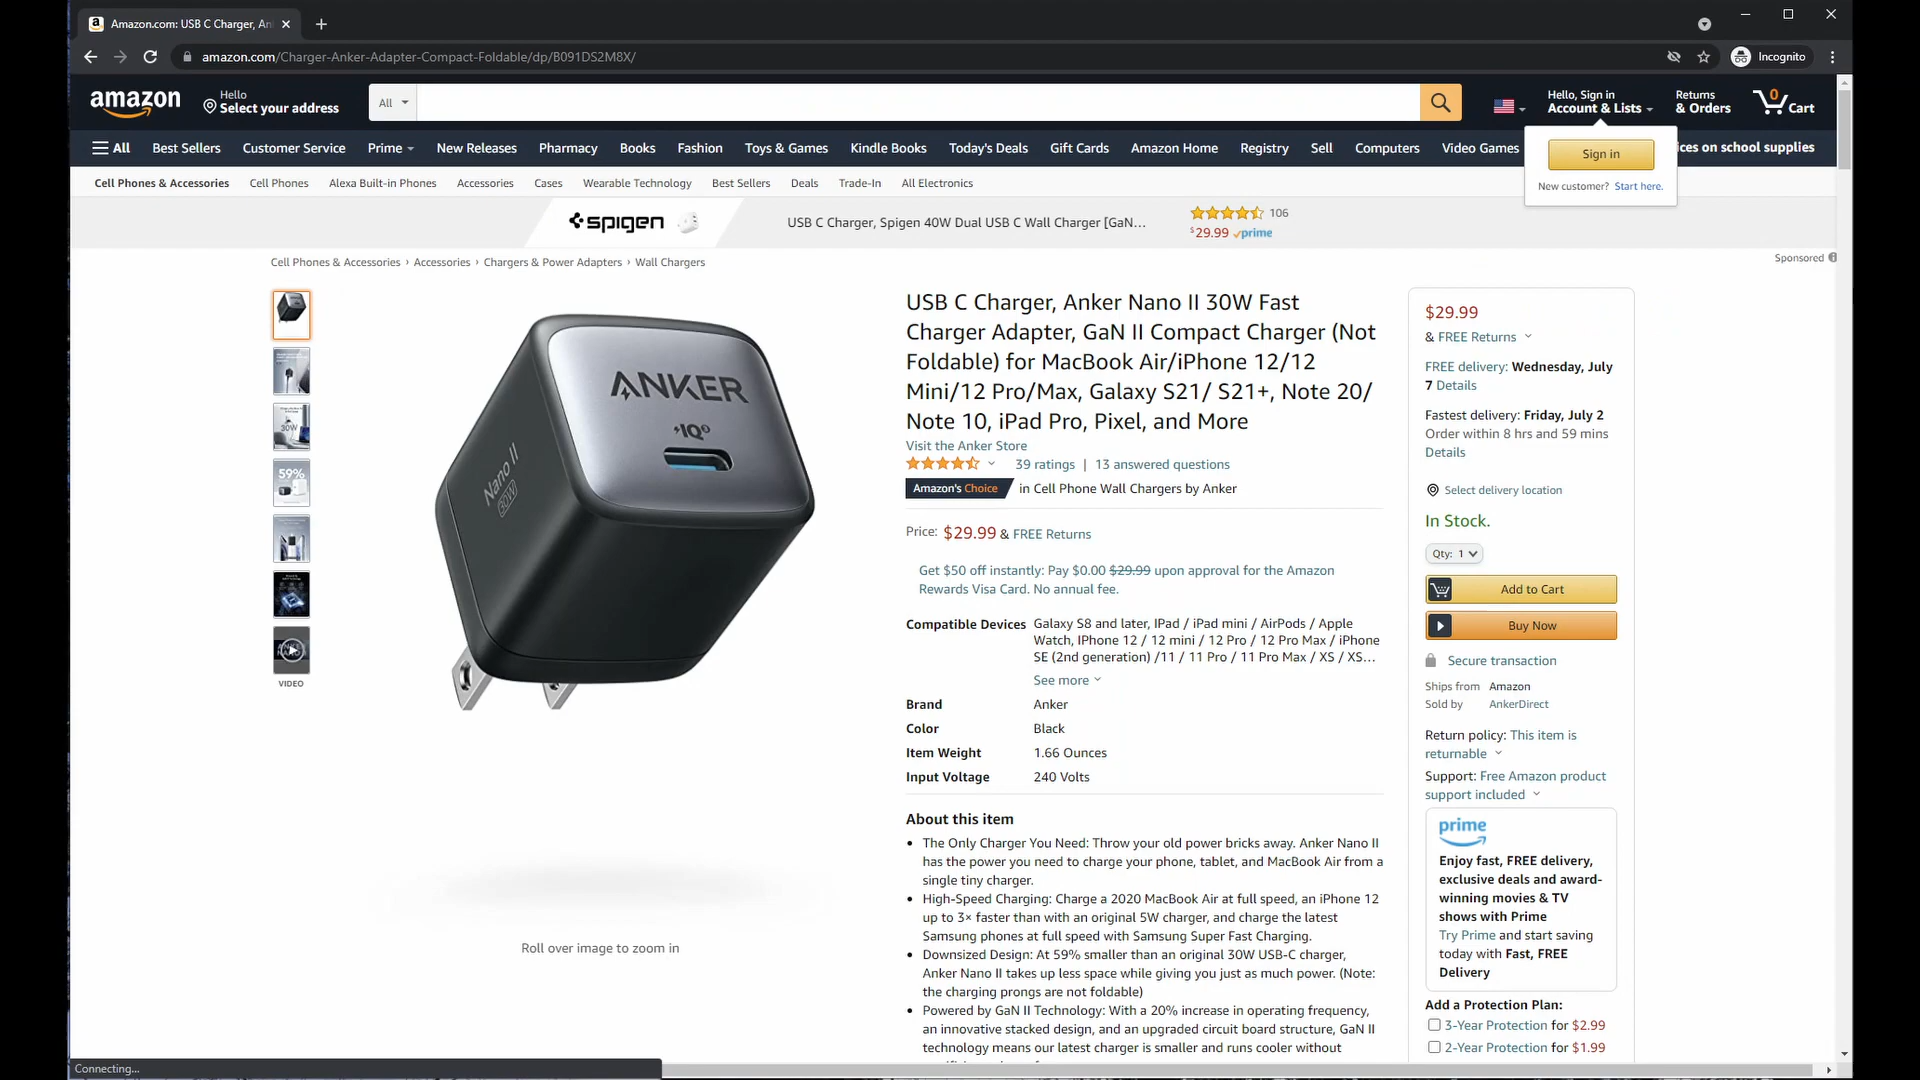 Amazon.com: USB C Charger, An
amazon.com/Charger-Anker-Adapter-Compact-Foldable/dp/B091DS2M8X/
Incognito
amazon
Hello
Select your address
All
Hello, Sign in
Account & Lists
Returns
& Orders
0
Cart
All
Best Sellers
Customer Service
Prime
New Releases
Pharmacy
Books
Fashion
Toys & Games
Kindle Books
Today's Deals
Gift Cards
Amazon Home
Registry
Sell
Computers
Video Games
ices on school supplies
Sign in
New customer? Start here.
Cell Phones & Accessories
Cell Phones
Alexa Built-in Phones
Accessories
Cases
Wearable Technology
Best Sellers
Deals
Trade-In
All Electronics
spigen
USB C Charger, Spigen 40W Dual USB C Wall Charger [GaN...
106
$29.99 prime
Sponsored
Cell Phones & Accessories › Accessories › Chargers & Power Adapters › Wall Chargers
30W
59%
VIDEO
ANKER
IQ3
Nano II
30W
Roll over image to zoom in
USB C Charger, Anker Nano II 30W Fast
Charger Adapter, GaN II Compact Charger (Not
Foldable) for MacBook Air/iPhone 12/12
Mini/12 Pro/Max, Galaxy S21/ S21+, Note 20/
Note 10, iPad Pro, Pixel, and More
Visit the Anker Store
39 ratings | 13 answered questions
Amazon's Choice in Cell Phone Wall Chargers by Anker
Price: $29.99 & FREE Returns
Get $50 off instantly: Pay $0.00 $29.99 upon approval for the Amazon
Rewards Visa Card. No annual fee.
Compatible Devices Galaxy S8 and later, IPad / iPad mini / AirPods / Apple
Watch, IPhone 12 / 12 mini / 12 Pro / 12 Pro Max / iPhone
SE (2nd generation) /11 / 11 Pro / 11 Pro Max / XS / XS...
See more
Brand Anker
Color Black
Item Weight 1.66 Ounces
Input Voltage 240 Volts
About this item
• The Only Charger You Need: Throw your old power bricks away. Anker Nano II
has the power you need to charge your phone, tablet, and MacBook Air from a
single tiny charger.
• High-Speed Charging: Charge a 2020 MacBook Air at full speed, an iPhone 12
up to 3× faster than with an original 5W charger, and charge the latest
Samsung phones at full speed with Samsung Super Fast Charging.
• Downsized Design: At 59% smaller than an original 30W USB-C charger,
Anker Nano II takes up less space while giving you just as much power. (Note:
the charging prongs are not foldable)
• Powered by GaN II Technology: With a 20% increase in operating frequency,
an innovative stacked design, and an upgraded circuit board structure, GaN II
technology means our latest charger is smaller and runs cooler without
$29.99
& FREE Returns
FREE delivery: Wednesday, July
7 Details
Fastest delivery: Friday, July 2
Order within 8 hrs and 59 mins
Details
Select delivery location
In Stock.
Qty: 1
Add to Cart
Buy Now
Secure transaction
Ships from Amazon
Sold by AnkerDirect
Return policy: This item is
returnable
Support: Free Amazon product
support included
prime
Enjoy fast, FREE delivery,
exclusive deals and award-
winning movies & TV
shows with Prime
Try Prime and start saving
today with Fast, FREE
Delivery
Add a Protection Plan:
3-Year Protection for $2.99
2-Year Protection for $1.99
Connecting...